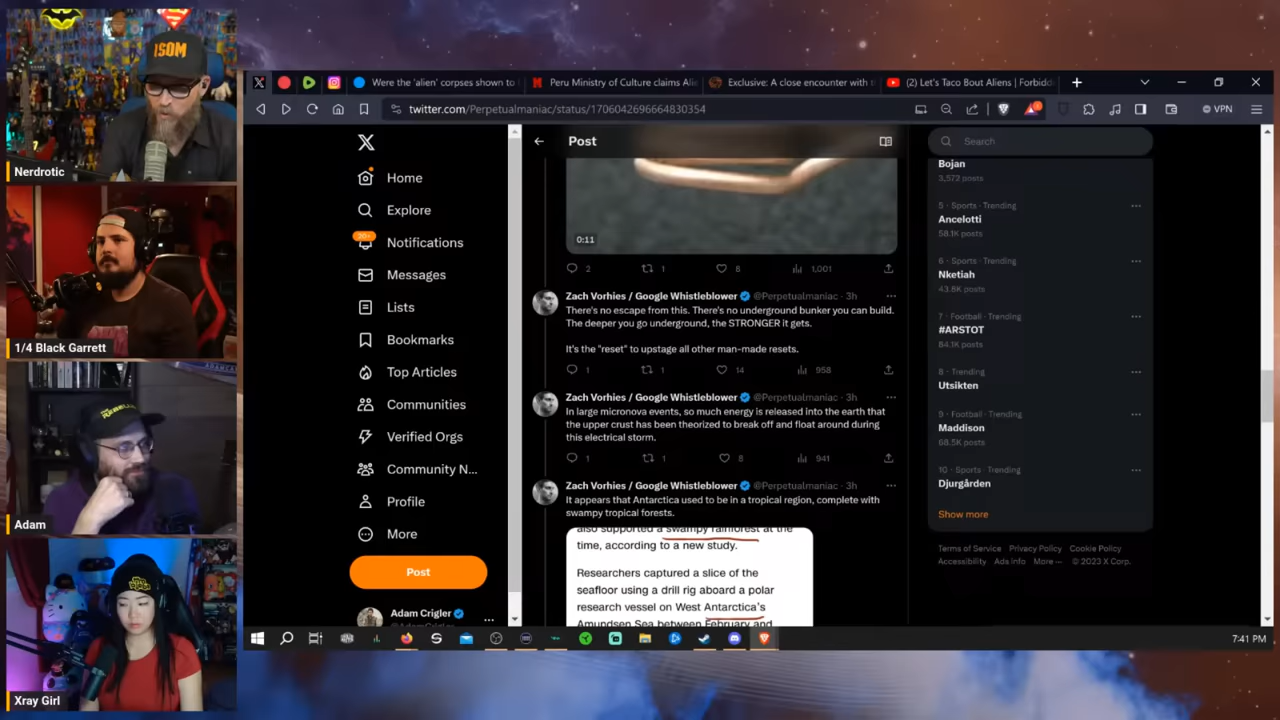 ISOM
Nerdrotic
1/4 Black Garrett
Adam
Xray Girl
Were the 'alien' corpses shown to
Peru Ministry of Culture claims Alie
Exclusive: A close encounter with t
(2) Let's Taco Bout Aliens | Forbidd
twitter.com/Perpetualmaniac/status/1706042696664830354
VPN
Home
Explore
20+
Notifications
Messages
Lists
Bookmarks
Top Articles
Communities
Verified Orgs
Community N...
Profile
More
Post
Adam Crigler
Post
0:11
2 1 8 1,001
Zach Vorhies / Google Whistleblower @Perpetualmaniac · 3h
There's no escape from this. There's no underground bunker you can build.
The deeper you go underground, the STRONGER it gets.
It's the "reset" to upstage all other man-made resets.
1 1 14 958
Zach Vorhies / Google Whistleblower @Perpetualmaniac · 3h
In large micronova events, so much energy is released into the earth that
the upper crust has been theorized to break off and float around during
this electrical storm.
1 1 8 941
Zach Vorhies / Google Whistleblower @Perpetualmaniac · 3h
It appears that Antarctica used to be in a tropical region, complete with
swampy tropical forests.
also supported a swampy rainforest at the
time, according to a new study.
Researchers captured a slice of the
seafloor using a drill rig aboard a polar
research vessel on West Antarctica's
Amundsen Sea between February and
Search
Bojan
3,572 posts
5 · Sports · Trending
Ancelotti
58.1K posts
6 · Sports · Trending
Nketiah
43.8K posts
7 · Football · Trending
#ARSTOT
84.1K posts
8 · Trending
Utsikten
9 · Football · Trending
Maddison
68.5K posts
10 · Sports · Trending
Djurgården
Show more
Terms of Service Privacy Policy Cookie Policy
Accessibility Ads info More ··· © 2023 X Corp.
7:41 PM